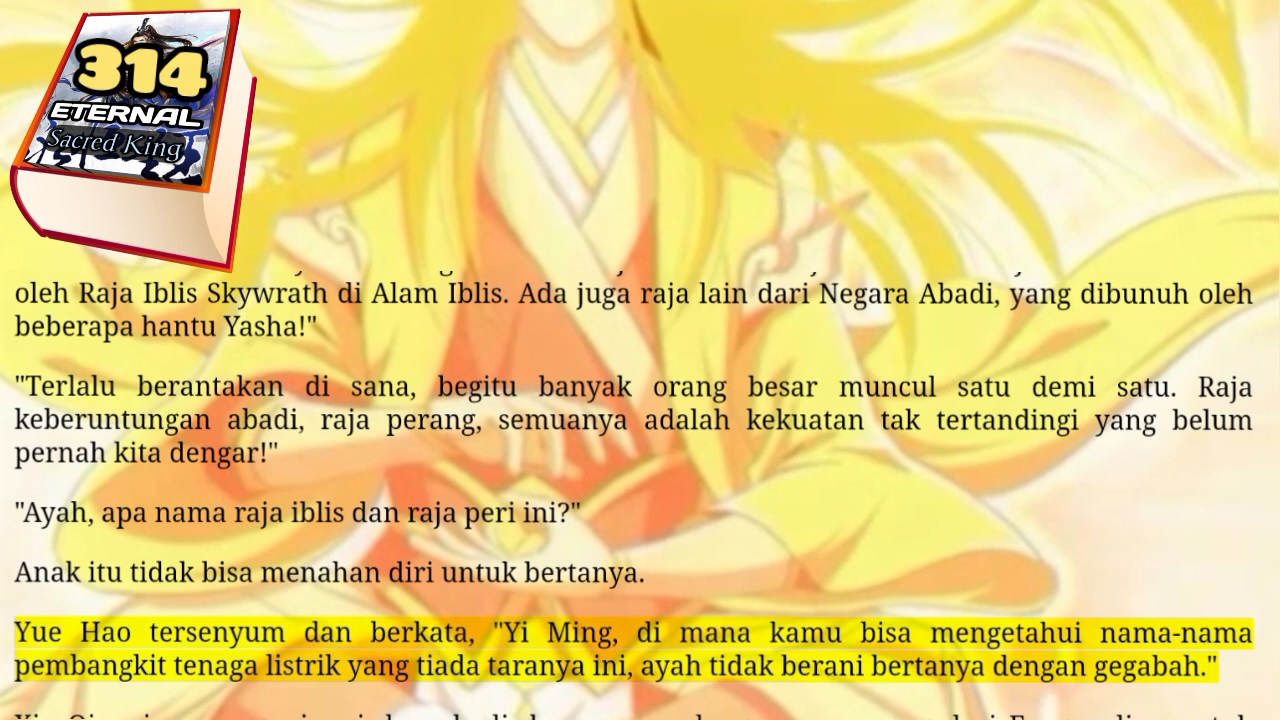 314
ETERNAL
Sacred King
oleh Raja Iblis Skywrath di Alam Iblis. Ada juga raja lain dari Negara Abadi, yang dibunuh oleh
beberapa hantu Yasha!"
"Terlalu berantakan di sana, begitu banyak orang besar muncul satu demi satu. Raja
keberuntungan abadi, raja perang, semuanya adalah kekuatan tak tertandingi yang belum
pernah kita dengar!"
"Ayah, apa nama raja iblis dan raja peri ini?"
Anak itu tidak bisa menahan diri untuk bertanya.
Yue Hao tersenyum dan berkata, "Yi Ming, di mana kamu bisa mengetahui nama-nama
pembangkit tenaga listrik yang tiada taranya ini, ayah tidak berani bertanya dengan gegabah."